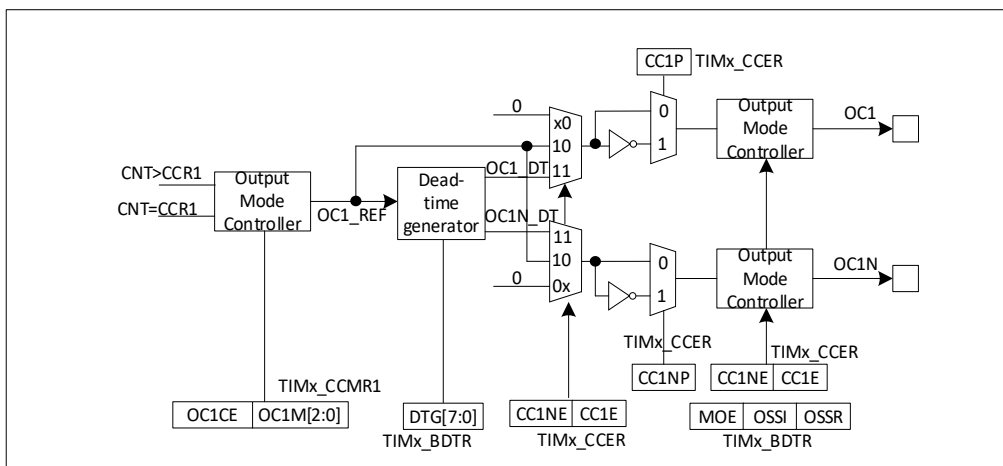 CC1P
TIMx_CCER
0
x0
10
11
0
1
Output
Mode
Controller
OC1
CNT>CCR1
CNT=CCR1
Output
Mode
Controller
OC1_REF
Dead-
time
generator
OC1_DT
OC1N_DT
11
10
0x
0
0
1
Output
Mode
Controller
OC1N
TIMx_CCMR1
OC1CE OC1M[2:0]
DTG[7:0]
TIMx_BDTR
CC1NE CC1E
TIMx_CCER
TIMx_CCER
CC1NP
TIMx_CCER
CC1NE CC1E
MOE OSSI OSSR
TIMx_BDTR